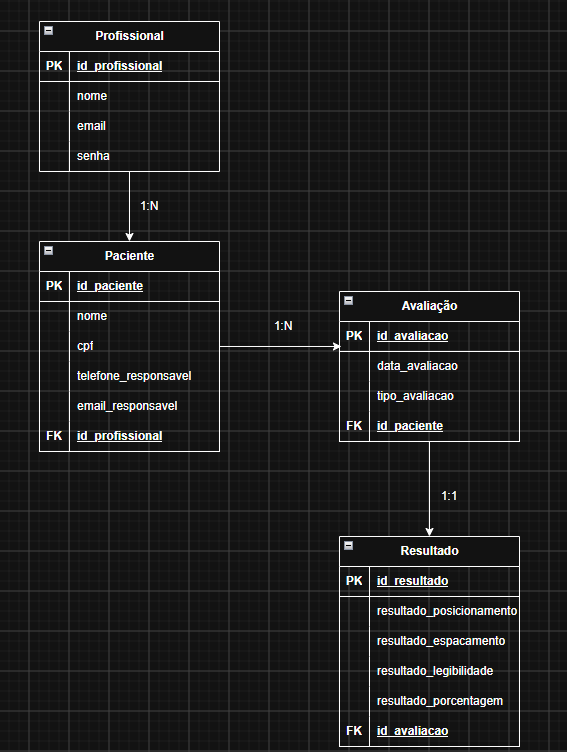 Profissional
PK id_profissional
nome
email
senha
1:N
Paciente
PK id_paciente
nome
cpf
telefone_responsavel
email_responsavel
FK id_profissional
1:N
Avaliação
PK id_avaliacao
data_avaliacao
tipo_avaliacao
FK id_paciente
1:1
Resultado
PK id_resultado
resultado_posicionamento
resultado_espacamento
resultado_legibilidade
resultado_porcentagem
FK id_avaliacao